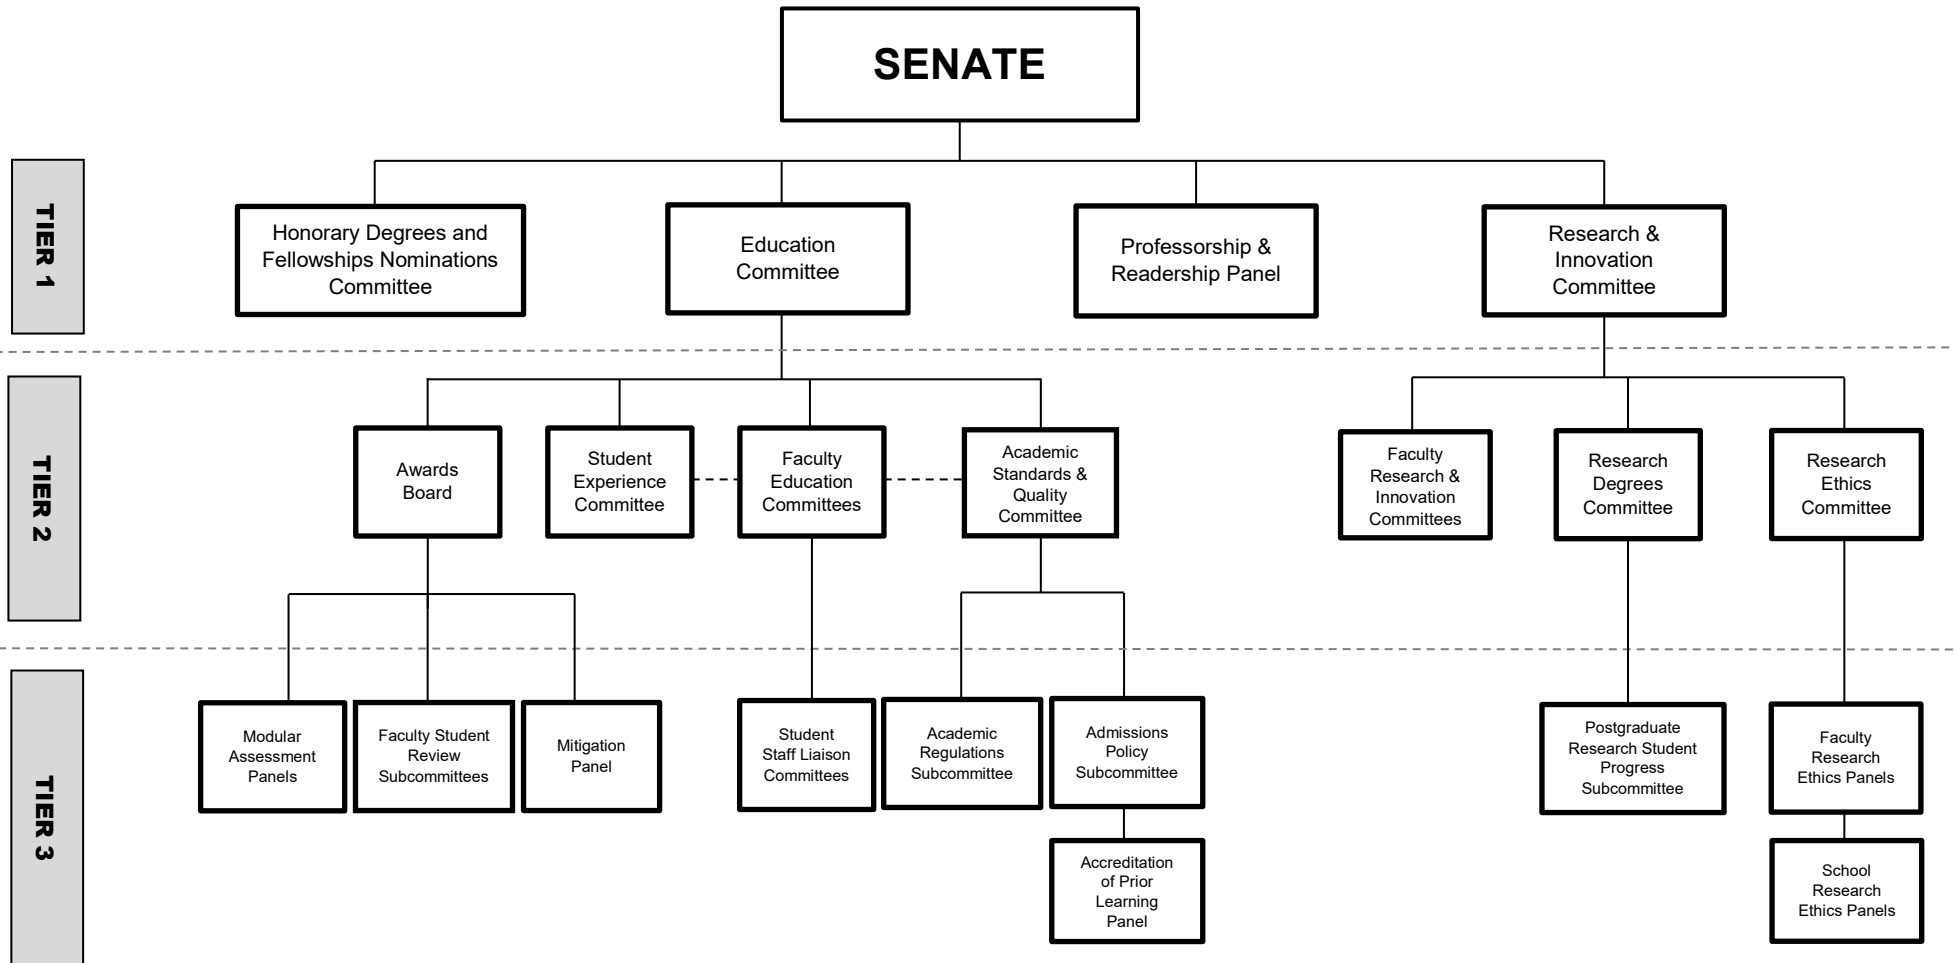 SENATE
TIER 1
Honorary Degrees and
Fellowships Nominations
Committee
Education
Committee
Professorship &
Readership Panel
Research &
Innovation
Committee
TIER 2
Awards
Board
Student
Experience
Committee
Faculty
Education
Committees
Academic
Standards &
Quality
Committee
Faculty
Research &
Innovation
Committees
Research
Degrees
Committee
Research
Ethics
Committee
TIER 3
Modular
Assessment
Panels
Faculty Student
Review
Subcommittees
Mitigation
Panel
Student
Staff Liaison
Committees
Academic
Regulations
Subcommittee
Admissions
Policy
Subcommittee
Postgraduate
Research Student
Progress
Subcommittee
Faculty
Research
Ethics Panels
Accreditation
of Prior
Learning
Panel
School
Research
Ethics Panels